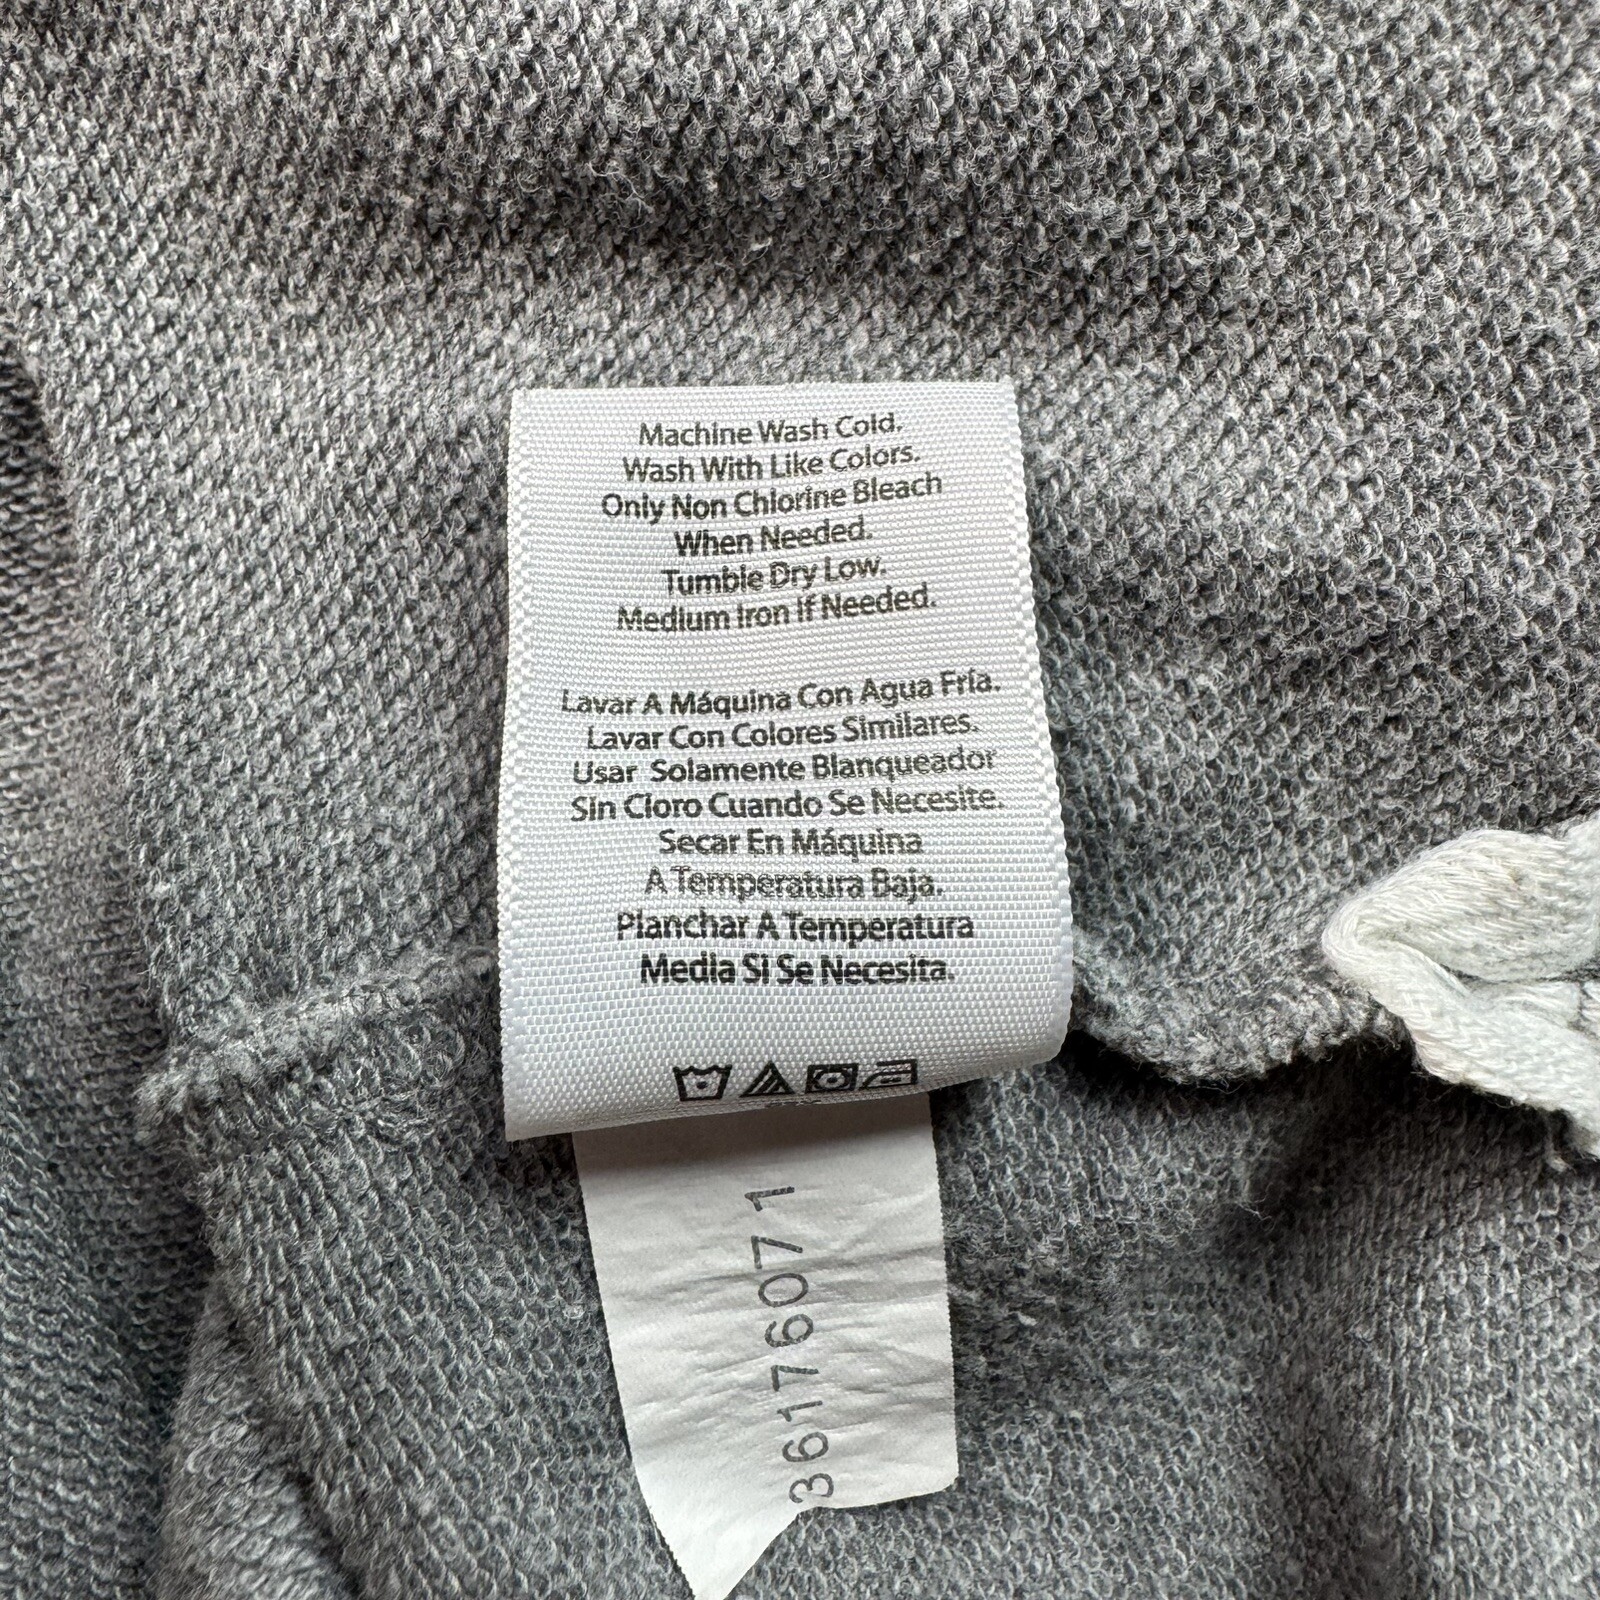 Machine Wash Cold.
Wash With Like Colors.
Only Non Chlorine Bleach
When Needed.
Tumble Dry Low.
Medium Iron If Needed.
Lavar A Máquina Con Agua Fría.
Lavar Con Colores Similares.
Usar Solamente Blanqueador
Sin Cloro Cuando Se Necesite.
Secar En Máquina
A Temperatura Baja.
Planchar A Temperatura
Media Si Se Necesita.
36176071